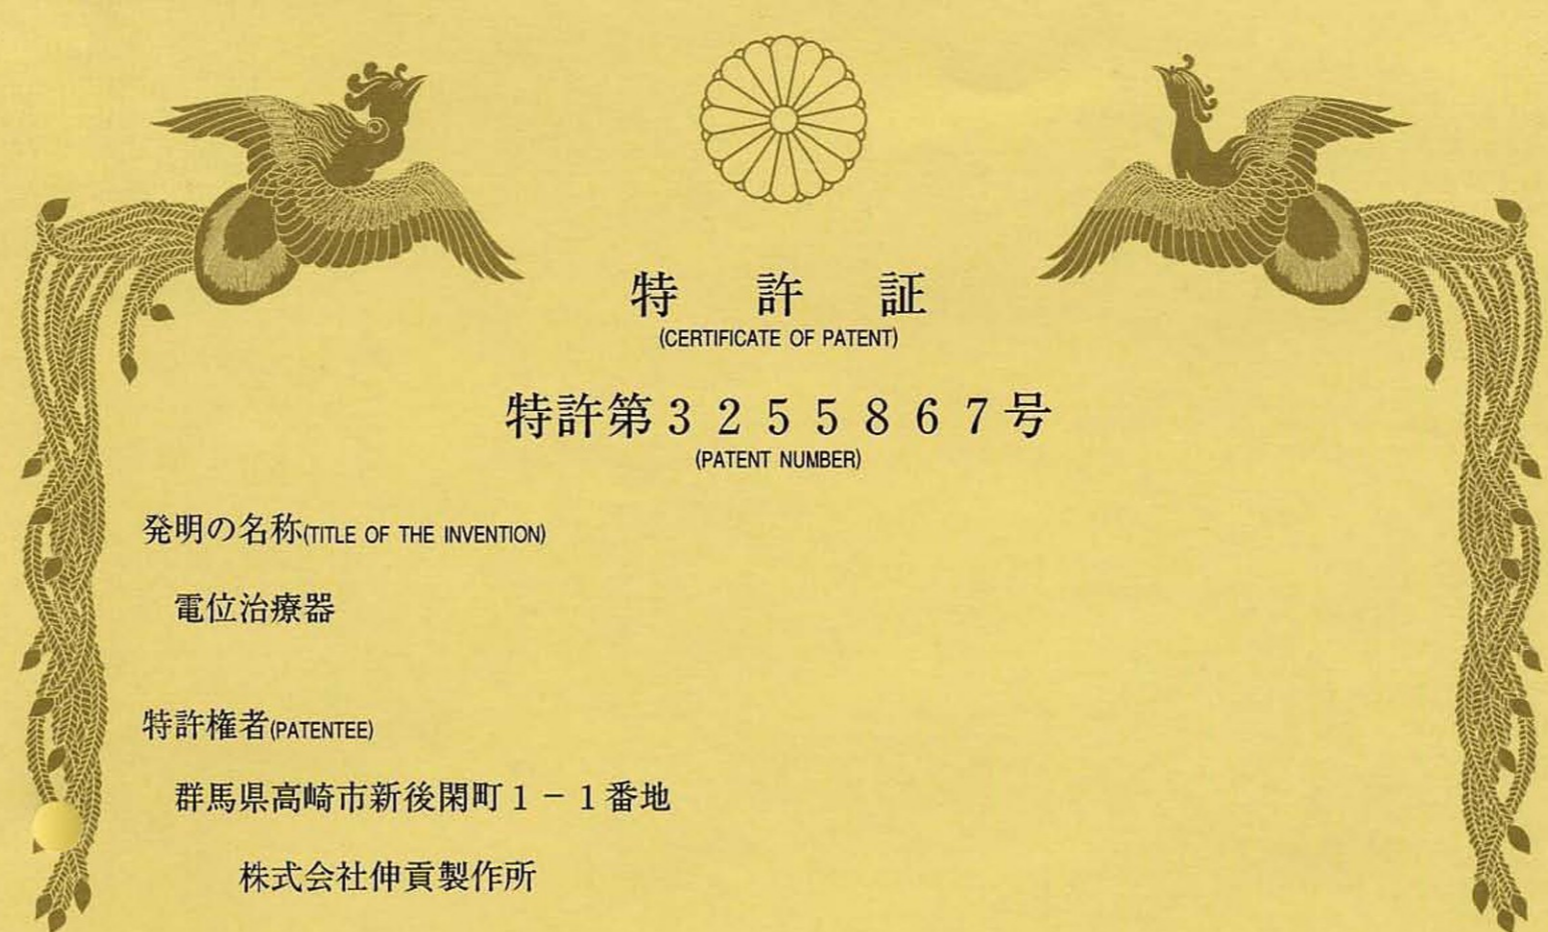 特許証
(CERTIFICATE OF PATENT)
特許第3255867号
(PATENT NUMBER)
発明の名称(TITLE OF THE INVENTION)
電位治療器
特許権者(PATENTEE)
群馬県高崎市新後閑町1−1番地
株式会社伸貢製作所